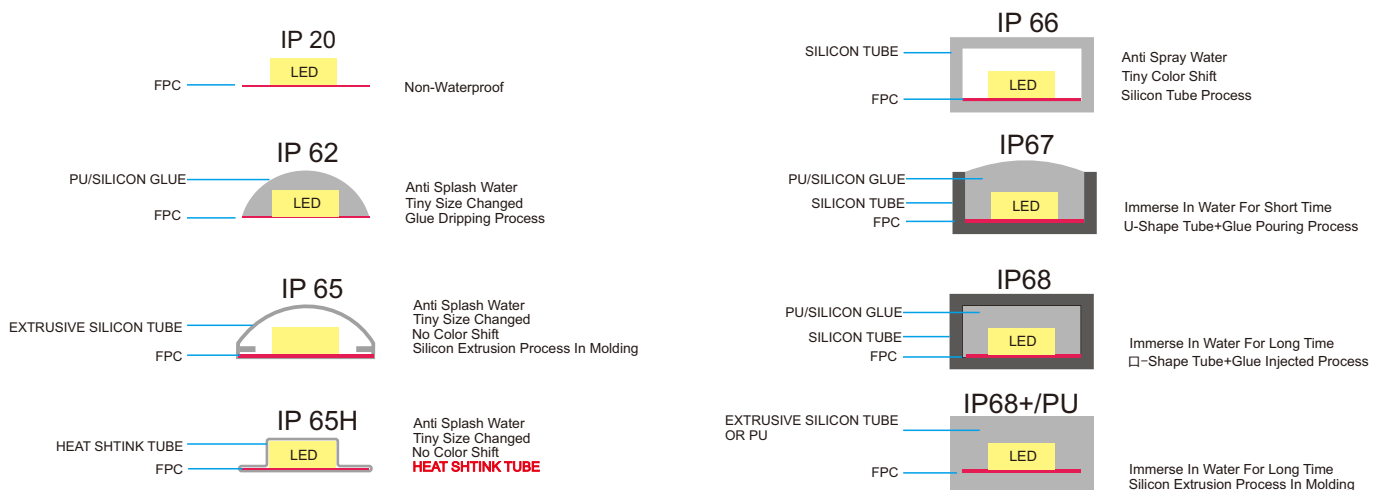 IP 20
LED
FPC
Non-Waterproof
IP 62
PU/SILICON GLUE
LED
FPC
Anti Splash Water
Tiny Size Changed
Glue Dripping Process
IP 65
EXTRUSIVE SILICON TUBE
FPC
Anti Splash Water
Tiny Size Changed
No Color Shift
Silicon Extrusion Process In Molding
IP 65H
HEAT SHTINK TUBE
LED
FPC
Anti Splash Water
Tiny Size Changed
No Color Shift
HEAT SHTINK TUBE
IP 66
SILICON TUBE
LED
FPC
Anti Spray Water
Tiny Color Shift
Silicon Tube Process
IP67
PU/SILICON GLUE
SILICON TUBE
LED
FPC
Immerse In Water For Short Time
U-Shape Tube+Glue Pouring Process
IP68
PU/SILICON GLUE
SILICON TUBE
LED
FPC
Immerse In Water For Long Time
口-Shape Tube+Glue Injected Process
IP68+/PU
EXTRUSIVE SILICON TUBE
OR PU
LED
FPC
Immerse In Water For Long Time
Silicon Extrusion Process In Molding